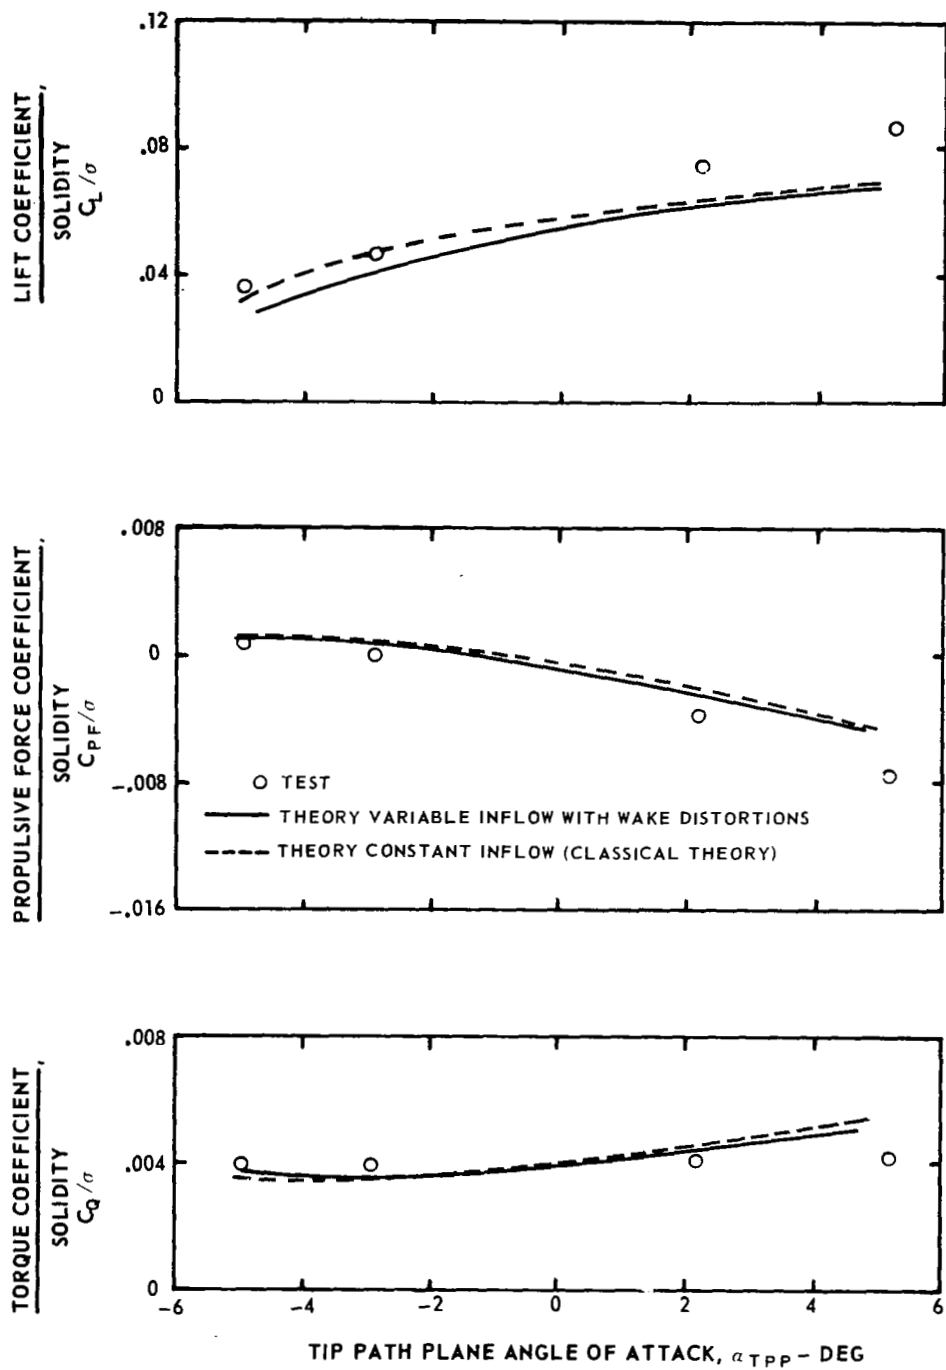 LIFT COEFFICIENT,
SOLIDITY
C_L/σ
.12
.08
.04
0
PROPULSIVE FORCE COEFFICIENT,
SOLIDITY
C_PF/σ
.008
0
-.008
-.016
TEST
THEORY VARIABLE INFLOW WITH WAKE DISTORTIONS
THEORY CONSTANT INFLOW (CLASSICAL THEORY)
TORQUE COEFFICIENT,
SOLIDITY
C_Q/σ
.008
.004
0
-6 -4 -2 0 2 4 6
TIP PATH PLANE ANGLE OF ATTACK, α_TPP - DEG